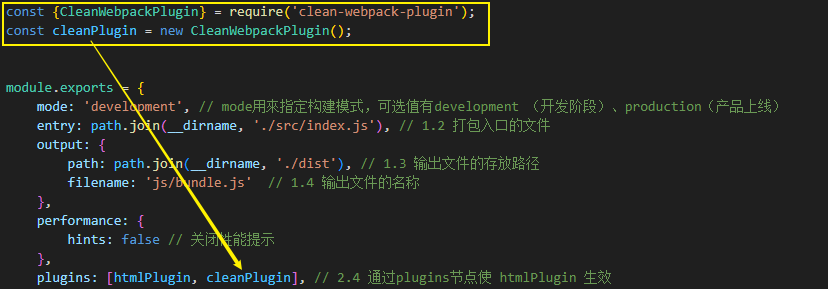 const {CleanWebpackPlugin} = require('clean-webpack-plugin');
const cleanPlugin = new CleanWebpackPlugin();
module.exports = {
mode: 'development', // mode用来指定构建模式，可选值有development （开发阶段）、production（产品上线）
entry: path.join(__dirname, './src/index.js'), // 1.2 打包入口的文件
output: {
path: path.join(__dirname, './dist'), // 1.3 输出文件的存放路径
filename: 'js/bundle.js' // 1.4 输出文件的名称
},
performance: {
hints: false // 关闭性能提示
},
plugins: [htmlPlugin, cleanPlugin], // 2.4 通过plugins节点使 htmlPlugin 生效